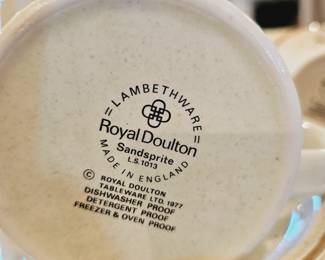 =LAMBETHWARE=
Royal Doulton
Sandsprite
L.S.1013
MADE IN ENGLAND
© ROYAL DOULTON
TABLEWARE LTD. 1977
DISHWASHER PROOF
DETERGENT PROOF
FREEZER & OVEN PROOF